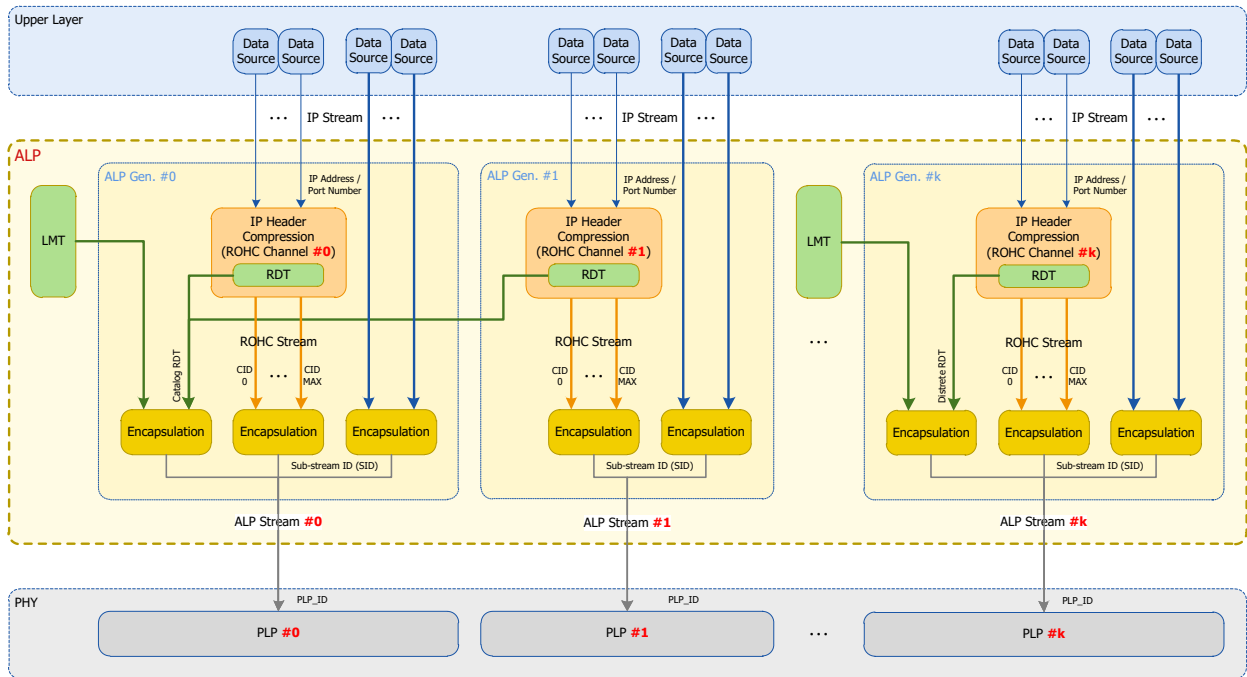 Upper Layer
Data
Source
Data
Source
Data
Source
Data
Source
Data
Source
Data
Source
Data
Source
Data
Source
Data
Source
Data
Source
Data
Source
Data
Source
... IP Stream ...
... IP Stream ...
... IP Stream ...
ALP
ALP Gen. #0
IP Address /
Port Number
ALP Gen. #1
IP Address /
Port Number
ALP Gen. #k
IP Address /
Port Number
LMT
IP Header
Compression
(ROHC Channel #0)
RDT
IP Header
Compression
(ROHC Channel #1)
RDT
LMT
IP Header
Compression
(ROHC Channel #k)
RDT
ROHC Stream
ROHC Stream
...
ROHC Stream
Catalog RDT
CID
0
...
CID
MAX
CID
0
...
CID
MAX
Distrete RDT
CID
0
...
CID
MAX
Encapsulation
Encapsulation
Encapsulation
Encapsulation
Encapsulation
Encapsulation
Encapsulation
Encapsulation
Sub-stream ID (SID)
Sub-stream ID (SID)
Sub-stream ID (SID)
ALP Stream #0
ALP Stream #1
ALP Stream #k
PHY
PLP_ID
PLP_ID
PLP_ID
PLP #0
PLP #1
...
PLP #k